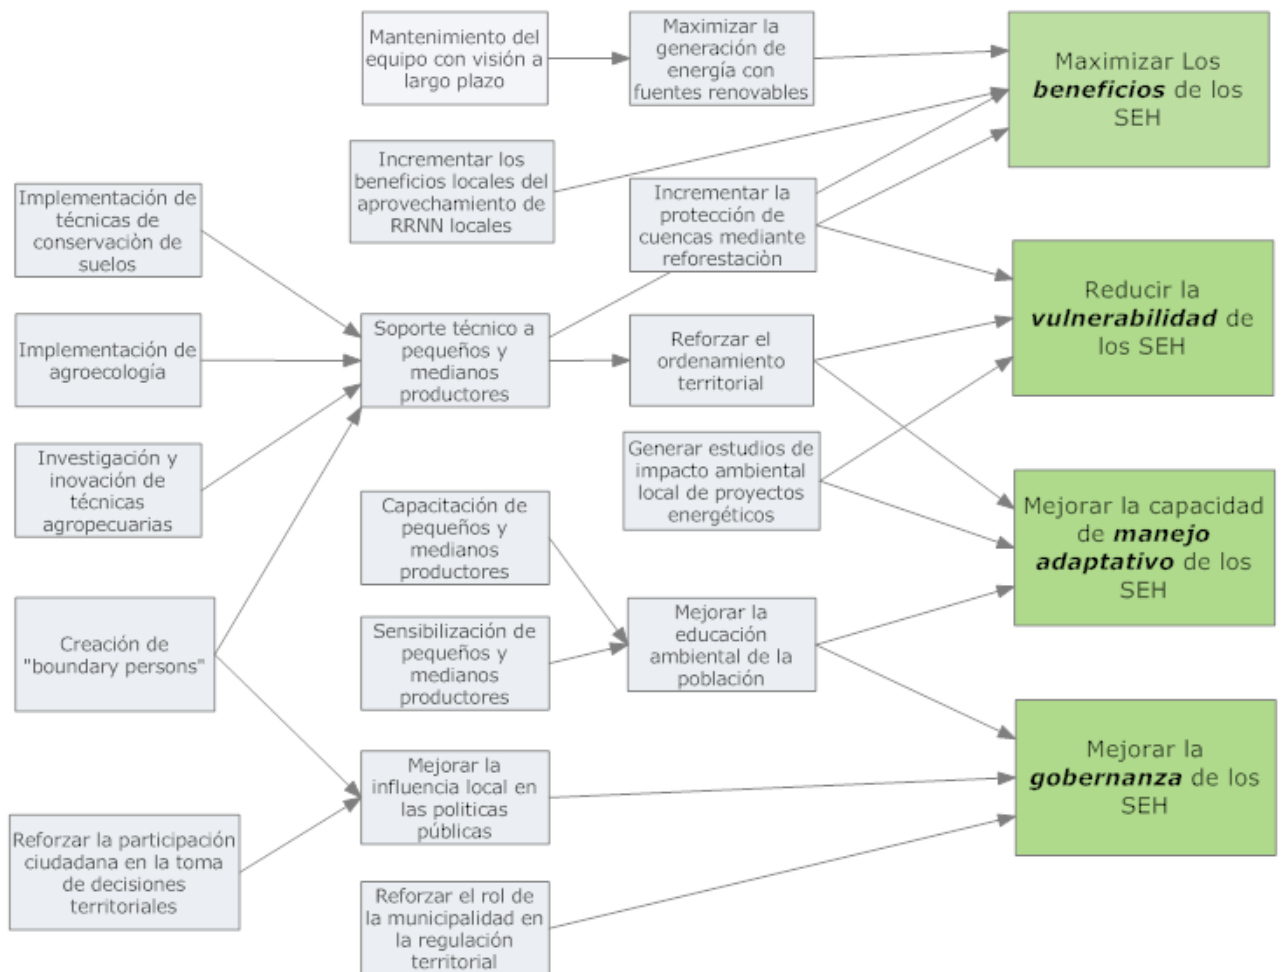 Mantenimiento del
equipo con visión a
largo plazo
Maximizar la
generación de
energía con
fuentes renovables
Maximizar Los
beneficios de los
SEH
Incrementar los
beneficios locales del
aprovechamiento de
RRNN locales
Incrementar la
protección de
cuencas mediante
reforestaciòn
Implementación de
técnicas de
conservaciòn de
suelos
Reducir la
vulnerabilidad de
los SEH
Implementación de
agroecología
Soporte técnico a
pequeños y
medianos
productores
Reforzar el
ordenamiento
territorial
Investigación y
inovación de
técnicas
agropecuarias
Generar estudios de
impacto ambiental
local de proyectos
energéticos
Mejorar la capacidad
de manejo
adaptativo de los
SEH
Capacitación de
pequeños y
medianos
productores
Creación de
"boundary persons"
Sensibilización de
pequeños y
medianos
productores
Mejorar la
educación
ambiental de la
población
Mejorar la
gobernanza de los
SEH
Mejorar la
influencia local en
las politicas
públicas
Reforzar la participación
ciudadana en la toma
de decisiones
territoriales
Reforzar el rol de
la municipalidad en
la regulación
territorial